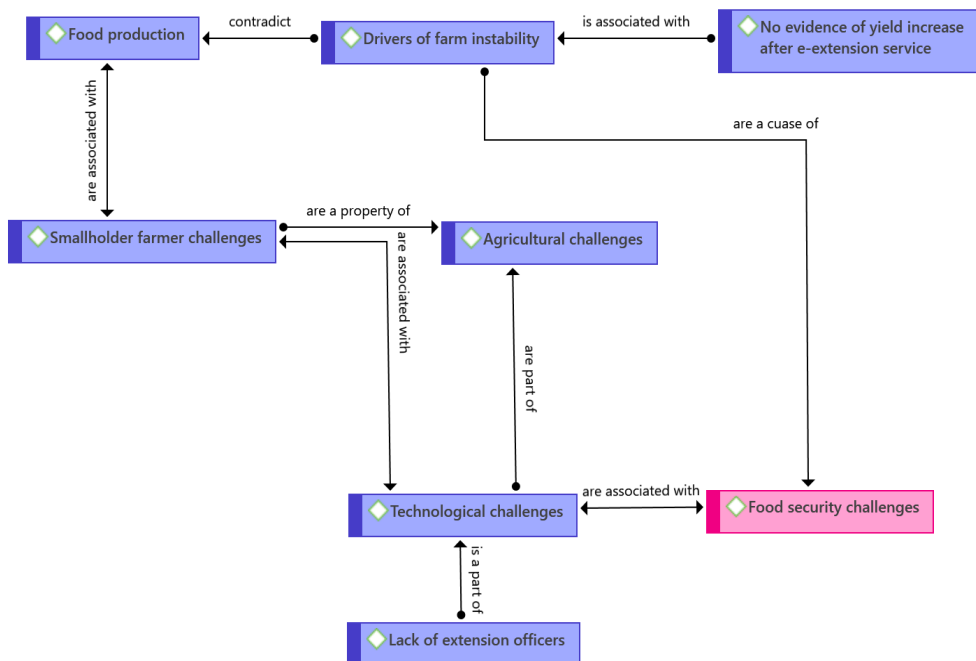 Food production
contradict
Drivers of farm instability
is associated with
No evidence of yield increase
after e-extension service
are associated with
are a cuase of
Smallholder farmer challenges
are a property of
Agricultural challenges
are associated with
are part of
Technological challenges
are associated with
Food security challenges
is a part of
Lack of extension officers